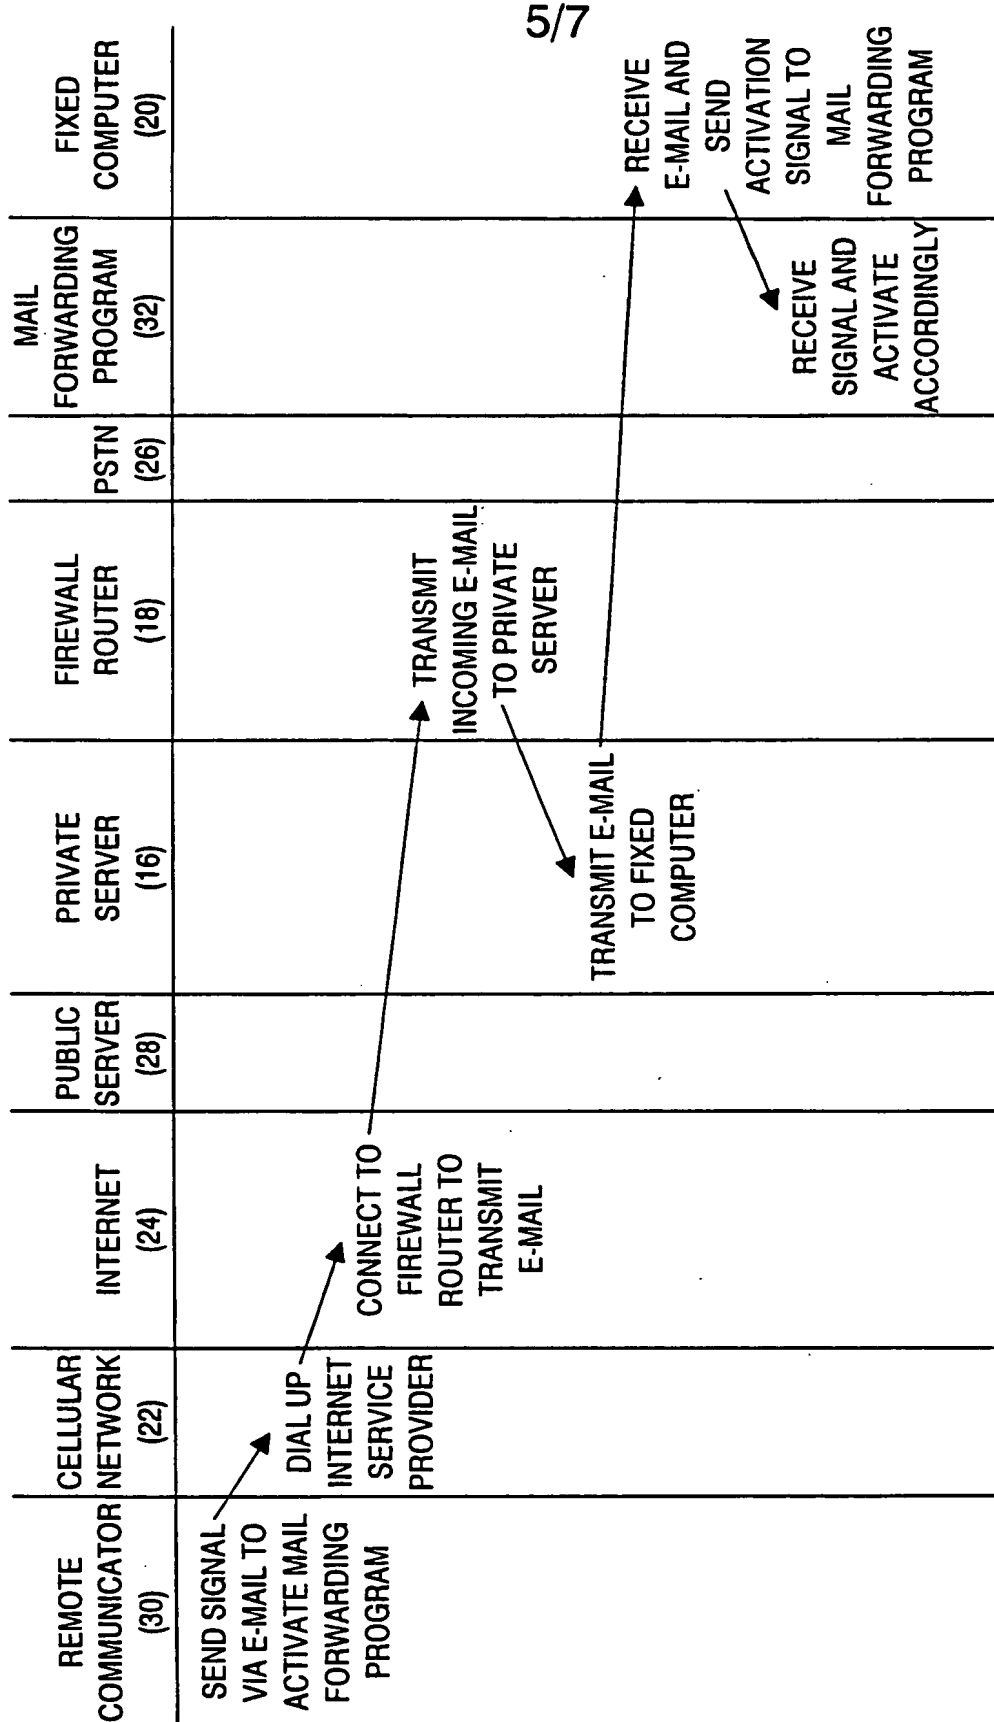 5/7
REMOTE
COMMUNICATOR
(30)
CELLULAR
NETWORK
(22)
INTERNET
(24)
PUBLIC
SERVER
(28)
PRIVATE
SERVER
(16)
FIREWALL
ROUTER
(18)
PSTN
(26)
MAIL
FORWARDING
PROGRAM
(32)
FIXED
COMPUTER
(20)
SEND SIGNAL
VIA E-MAIL TO
ACTIVATE MAIL
FORWARDING
PROGRAM
DIAL UP
INTERNET
SERVICE
PROVIDER
CONNECT TO
FIREWALL
ROUTER TO
TRANSMIT
E-MAIL
TRANSMIT
INCOMING E-MAIL
TO PRIVATE
SERVER
TRANSMIT E-MAIL
TO FIXED
COMPUTER
RECEIVE
E-MAIL AND
SEND
ACTIVATION
SIGNAL TO
MAIL
FORWARDING
PROGRAM
RECEIVE
SIGNAL AND
ACTIVATE
ACCORDINGLY